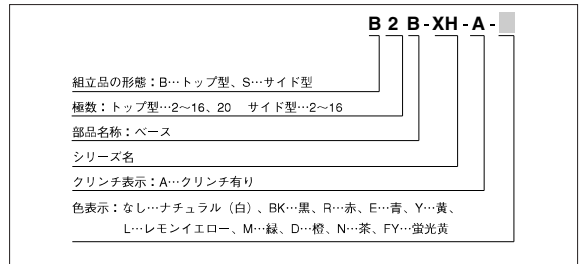 B 2 B - XH - A -
組立品の形態：B…トップ型、S…サイド型
極数：トップ型…2～16、20　サイド型…2～16
部品名称：ベース
シリーズ名
クリンチ表示：A…クリンチ有り
色表示：なし…ナチュラル（白）、BK…黒、R…赤、E…青、Y…黄、
L…レモンイエロー、M…緑、D…橙、N…茶、FY…蛍光黄